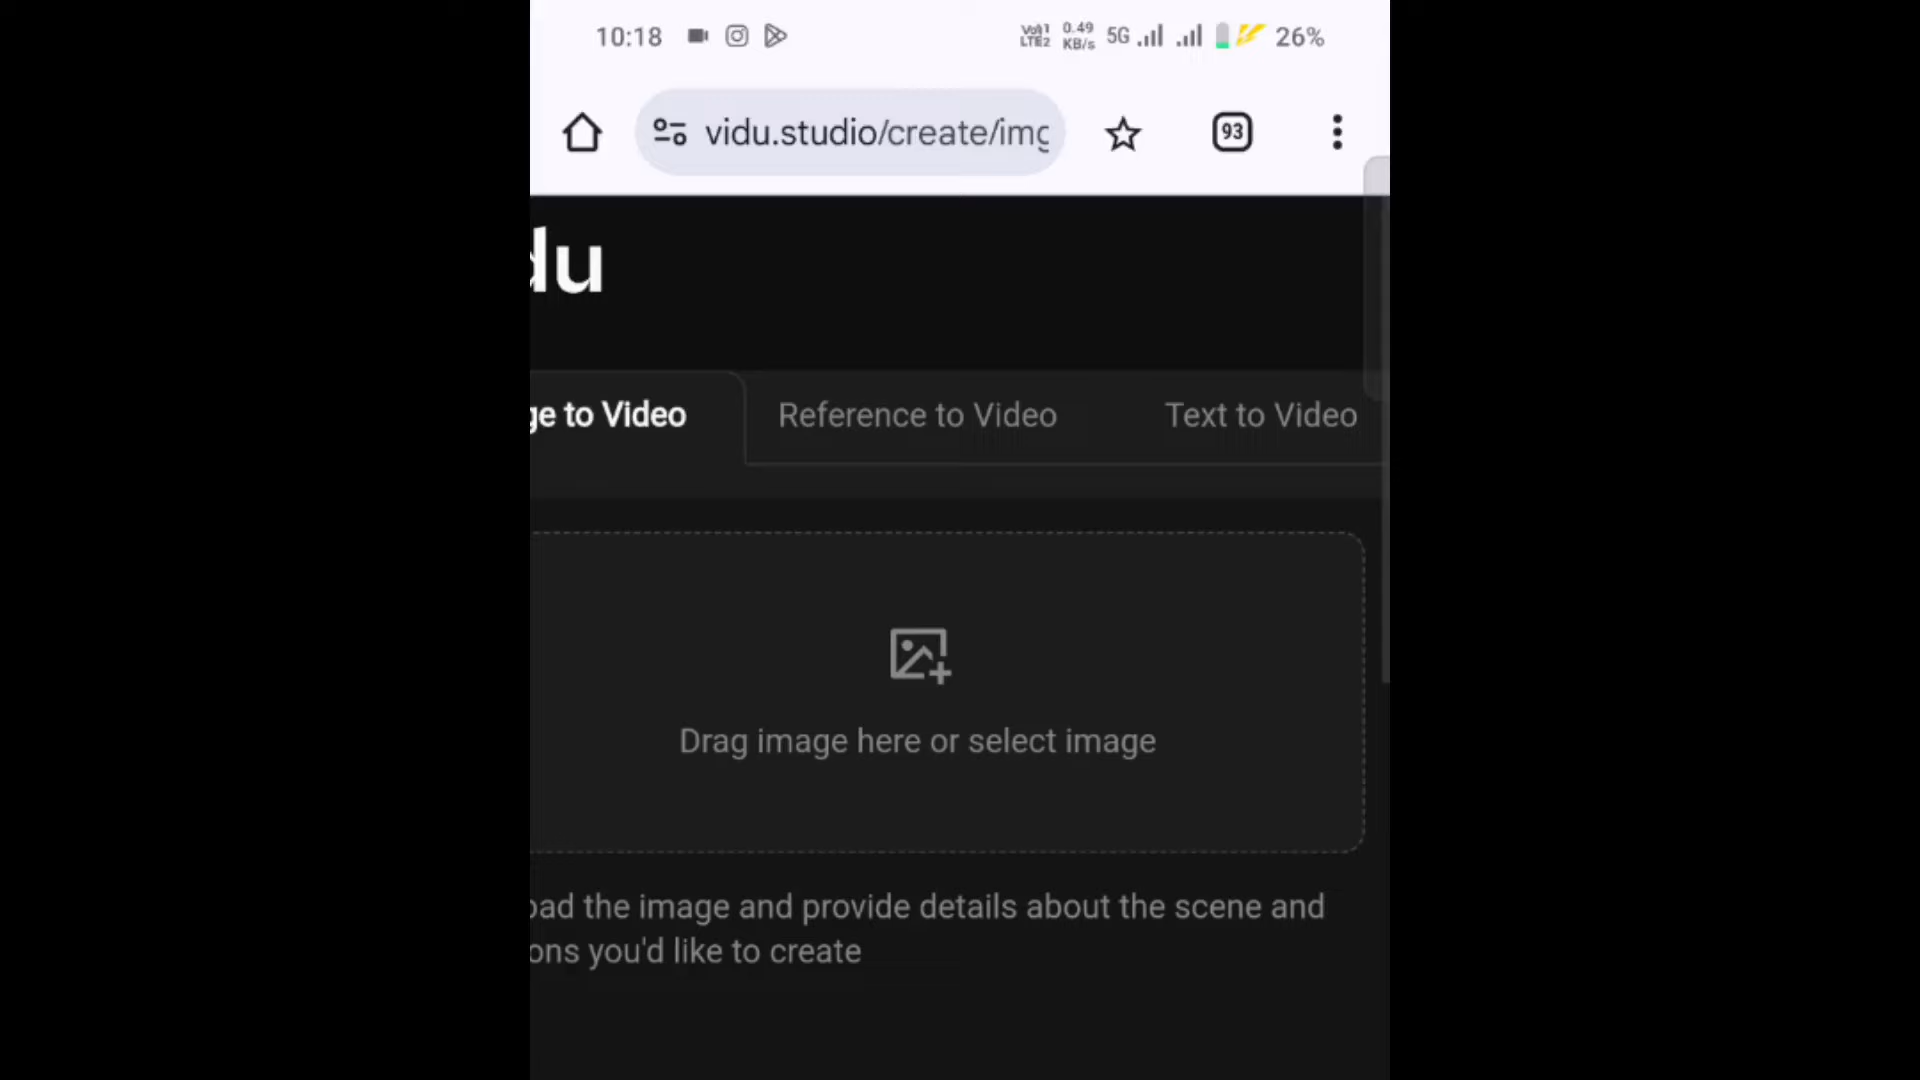 10:18 Vo1 LTE2 0.49 KB/s 5G 26%
vidu.studio/create/img 93
du
ge to Video Reference to Video Text to Video
Drag image here or select image
oad the image and provide details about the scene and
ons you'd like to create